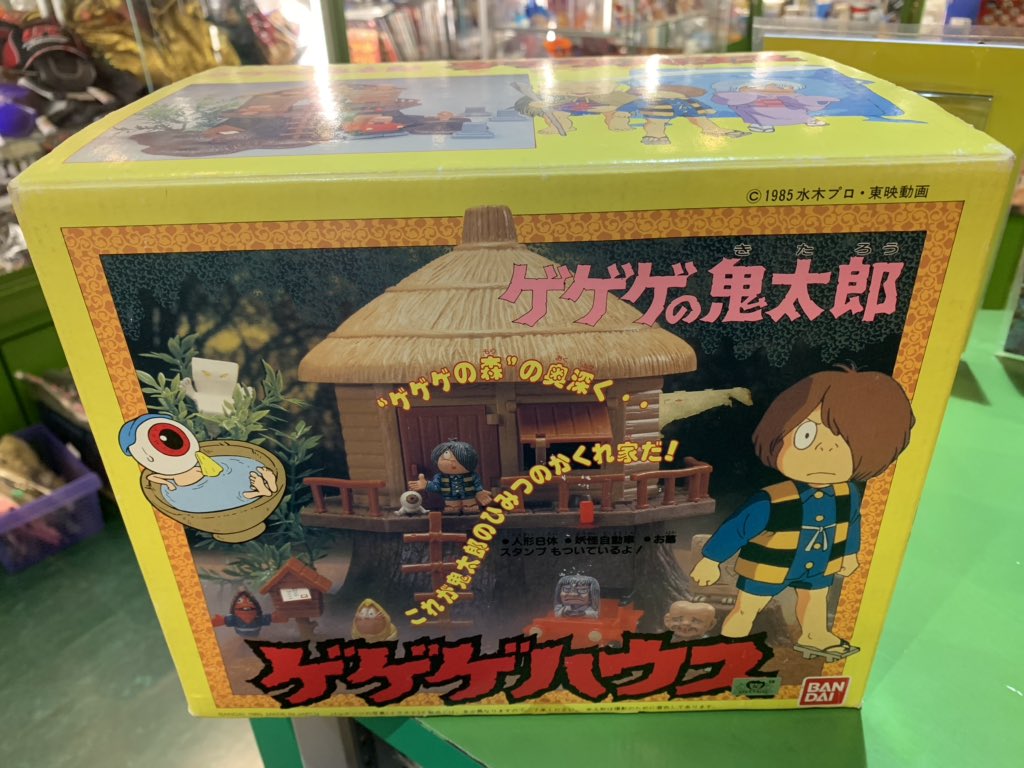 ©1985 水木プロ・東映動画
きたろう
ゲゲゲの鬼太郎
"ゲゲゲの森"の奥深く・・
これが鬼太郎のひみつのかくれ家だ!
●人形8体 ●妖怪自動車 ●お墓
スタンプもついているよ!
ゲゲゲハウス
BAN
DAI